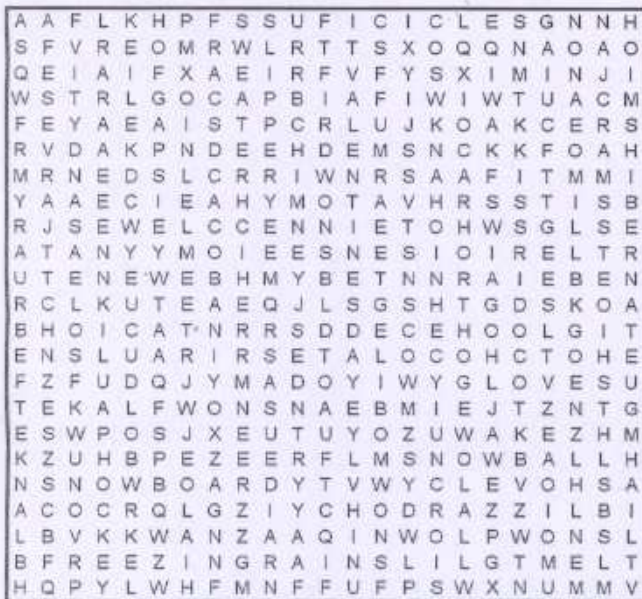 A A F L K H P F S S U F I C I C L E S G N N H
S F V R E O M R W L R T T S X O Q Q N A O A O
Q E I A I F X A E I R F V F Y S X I M I N J I
W S T R L G O C A P B I A F I W I W T U A C M
F E Y A E A I S T P C R L U J K O A K C E R S
R V D A K P N D E E H D E M S N C K K F O A H
M R N E D S L C R R I W N R S A A F I T M M I
Y A A E C I E A H Y M O T A V H R S S T I S B
R J S E W E L C C E N N I E T O H W S G L S E
A T A N Y Y M O I E E S N E S I O I R E L T R
U T E N E W E B H M Y B E T N N R A I E B E N
R C L K U T E A E Q J L S G S H T G D S K O A
B H O I C A T N R R S D D E C E H O O L G I T
E N S L U A R I R S E T A L O C O H C T O H E
F Z F U D Q J Y M A D O Y I W Y G L O V E S U
T E K A L F W O N S N A E B M I E J T Z N T G
E S W P O S J X E U T U Y O Z U W A K E Z H M
K Z U H B P E Z E E R F L M S N O W B A L L H
N S N O W B O A R D Y T V W Y C L E V O H S A
A C O C R Q L G Z I Y C H O D R A Z Z I L B I
L B V K K W A N Z A A Q I N W O L P W O N S L
B F R E E Z I N G R A I N S L I L G T M E L T
H Q P Y L W H F M N F F U F P S W X N U M M V